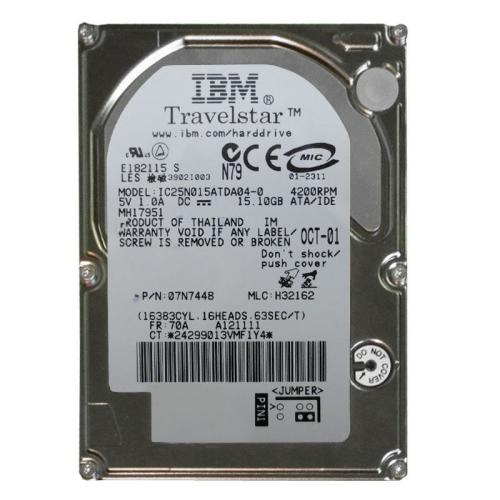 IBM®
Travelstar™
www.ibm.com/harddrive
E182115 S
LES 39021003
N79
CE
MIC
01-2311
MODEL: IC25N015ATDA04-0 4200RPM
5V 1.0A DC 15.10GB ATA/IDE
MH17951
PRODUCT OF THAILAND IM
WARRANTY VOID IF ANY LABEL/
SCREW IS REMOVED OR BROKEN
OCT-01
Don't shock/
push cover
P/N: 07N7448 MLC: H32162
(16383CYL.16HEADS.63SEC/T)
FR: 70A A121111
CT:*24299013VMF1Y4*
<JUMPER>
PIN1
DO NOT
COVER